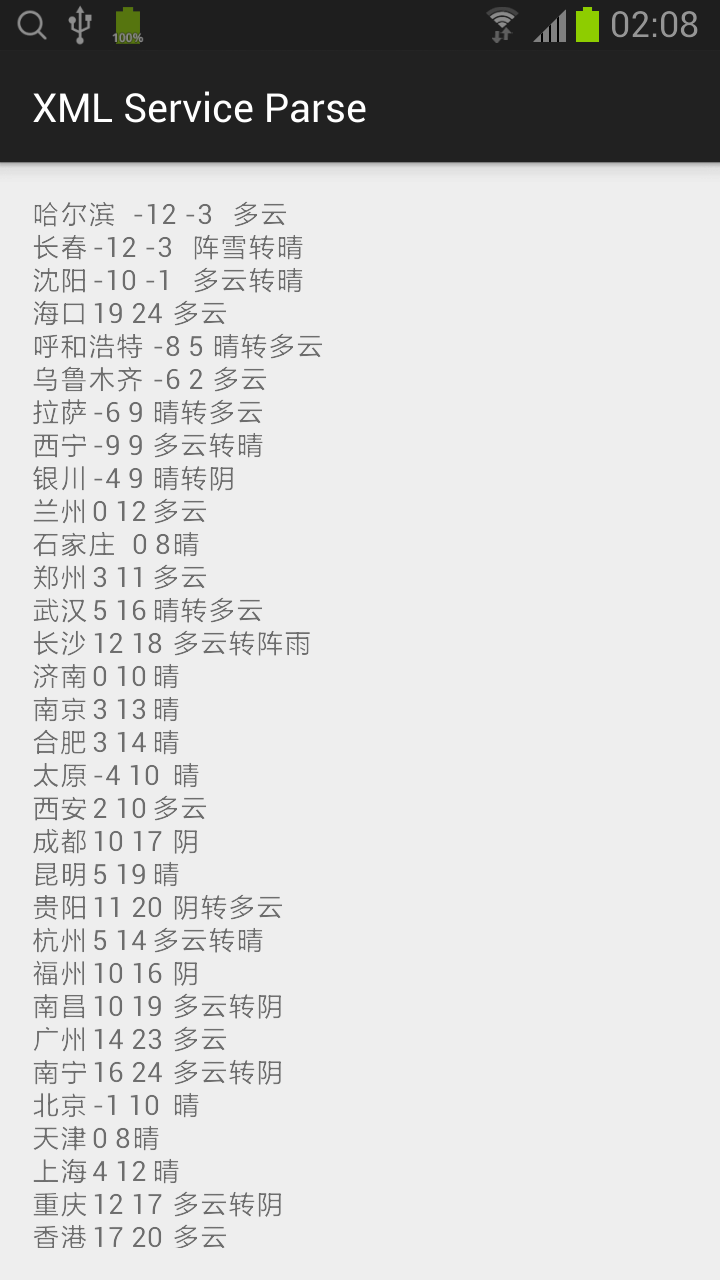 100%
02:08
XML Service Parse
哈尔滨 -12 -3 多云
长春 -12 -3 阵雪转晴
沈阳 -10 -1 多云转晴
海口 19 24 多云
呼和浩特 -8 5 晴转多云
乌鲁木齐 -6 2 多云
拉萨 -6 9 晴转多云
西宁 -9 9 多云转晴
银川 -4 9 晴转阴
兰州 0 12 多云
石家庄 0 8晴
郑州 3 11 多云
武汉 5 16 晴转多云
长沙 12 18 多云转阵雨
济南 0 10 晴
南京 3 13 晴
合肥 3 14 晴
太原 -4 10 晴
西安 2 10 多云
成都 10 17 阴
昆明 5 19 晴
贵阳 11 20 阴转多云
杭州 5 14 多云转晴
福州 10 16 阴
南昌 10 19 多云转阴
广州 14 23 多云
南宁 16 24 多云转阴
北京 -1 10 晴
天津 0 8晴
上海 4 12 晴
重庆 12 17 多云转阴
香港 17 20 多云